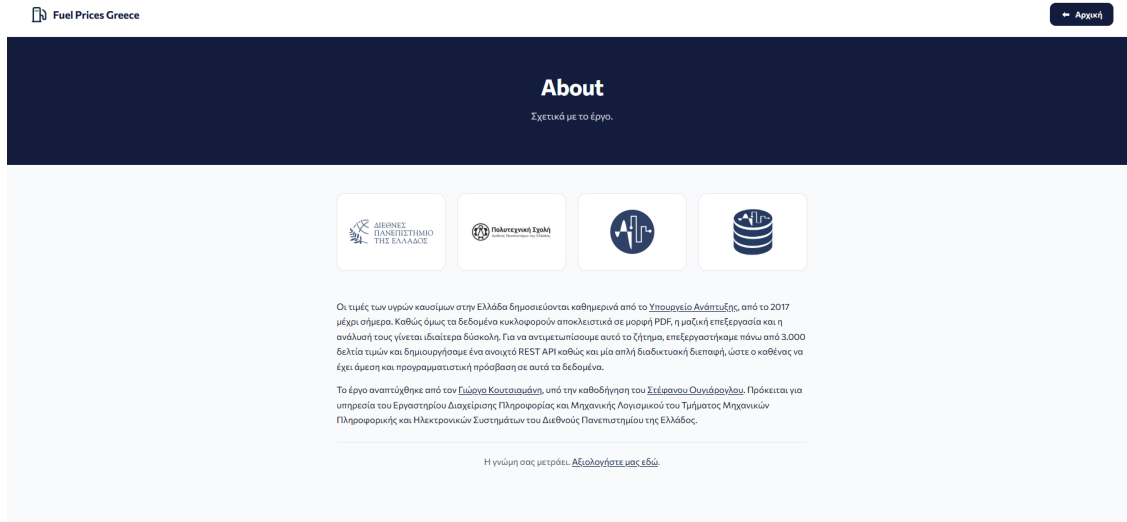 Fuel Prices Greece
← Αρχική
About
Σχετικά με το έργο.
ΔΙΕΘΝΕΣ
ΠΑΝΕΠΙΣΤΗΜΙΟ
ΤΗΣ ΕΛΛΑΔΟΣ
Πολυτεχνική Σχολή
Διεθνές Πανεπιστήμιο της Ελλάδος
Οι τιμές των υγρών καυσίμων στην Ελλάδα δημοσιεύονται καθημερινά από το Υπουργείο Ανάπτυξης, από το 2017
μέχρι σήμερα. Καθώς όμως τα δεδομένα κυκλοφορούν αποκλειστικά σε μορφή PDF, η μαζική επεξεργασία και η
ανάλυσή τους γίνεται ιδιαίτερα δύσκολη. Για να αντιμετωπίσουμε αυτό το ζήτημα, επεξεργαστήκαμε πάνω από 3.000
δελτία τιμών και δημιουργήσαμε ένα ανοιχτό REST API καθώς και μία απλή διαδικτυακή διεπαφή, ώστε ο καθένας να
έχει άμεση και προγραμματιστική πρόσβαση σε αυτά τα δεδομένα.
Το έργο αναπτύχθηκε από τον Γιώργο Κουτσιαμάνη, υπό την καθοδήγηση του Στέφανου Ουγιάρογλου. Πρόκειται για
υπηρεσία του Εργαστηρίου Διαχείρισης Πληροφορίας και Μηχανικής Λογισμικού του Τμήματος Μηχανικών
Πληροφορικής και Ηλεκτρονικών Συστημάτων του Διεθνούς Πανεπιστημίου της Ελλάδος.
Η γνώμη σας μετράει. Αξιολογήστε μας εδώ.